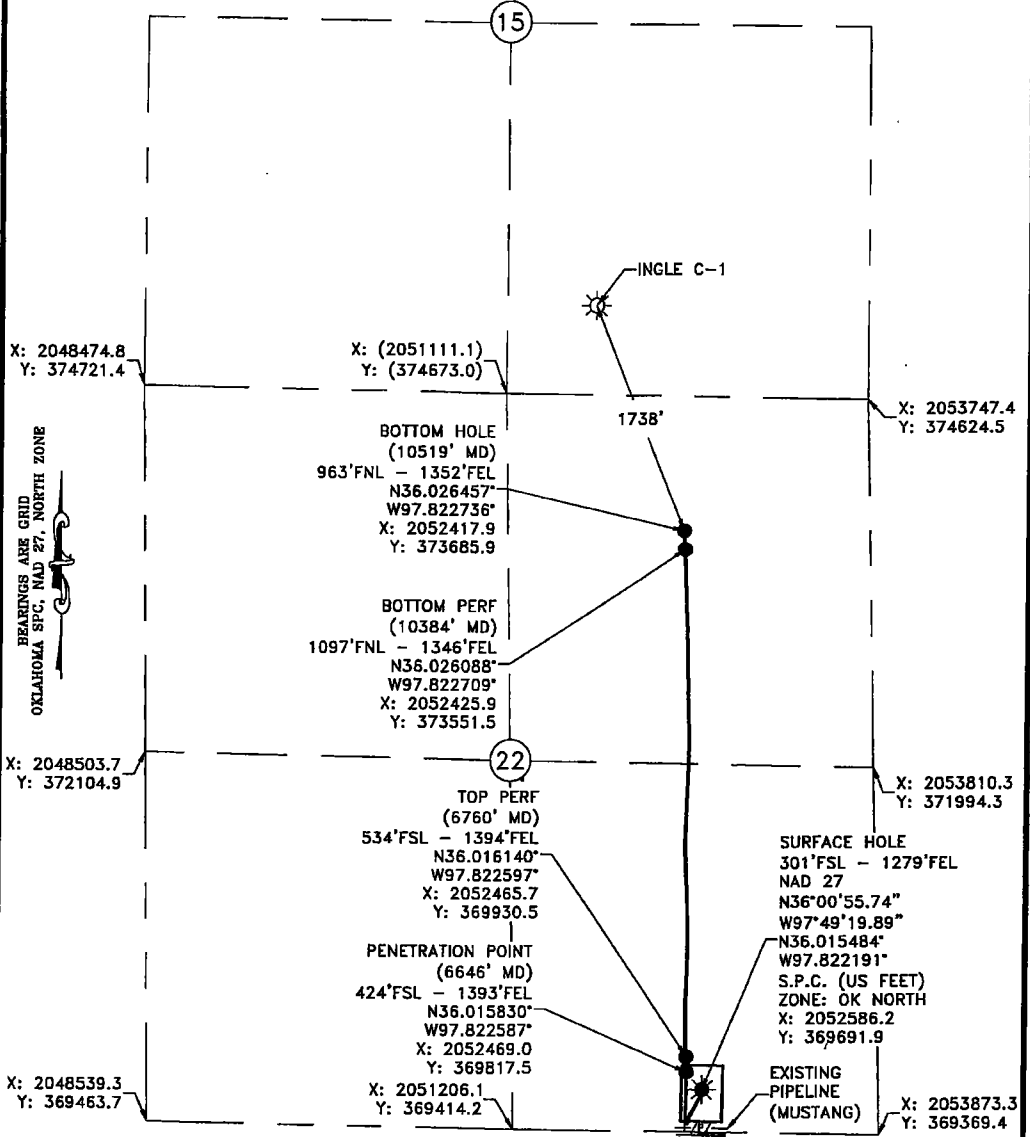 15
INGLE C-1
X: 2048474.8
Y: 374721.4
X: (2051111.1)
Y: (374673.0)
X: 2053747.4
Y: 374624.5
1738'
BEARINGS ARE GRID
OKLAHOMA SPC, NAD 27, NORTH ZONE
BOTTOM HOLE
(10519' MD)
963'FNL - 1352'FEL
N36.026457°
W97.822736°
X: 2052417.9
Y: 373685.9
BOTTOM PERF
(10384' MD)
1097'FNL - 1346'FEL
N36.026088°
W97.822709°
X: 2052425.9
Y: 373551.5
X: 2048503.7
Y: 372104.9
22
X: 2053810.3
Y: 371994.3
TOP PERF
(6760' MD)
534'FSL - 1394'FEL
N36.016140°
W97.822597°
X: 2052465.7
Y: 369930.5
SURFACE HOLE
301'FSL - 1279'FEL
NAD 27
N36°00'55.74"
W97°49'19.89"
N36.015484°
W97.822191°
S.P.C. (US FEET)
ZONE: OK NORTH
X: 2052586.2
Y: 369691.9
PENETRATION POINT
(6646' MD)
424'FSL - 1393'FEL
N36.015830°
W97.822587°
X: 2052469.0
Y: 369817.5
X: 2048539.3
Y: 369463.7
X: 2051206.1
Y: 369414.2
EXISTING
PIPELINE
(MUSTANG)
X: 2053873.3
Y: 369369.4